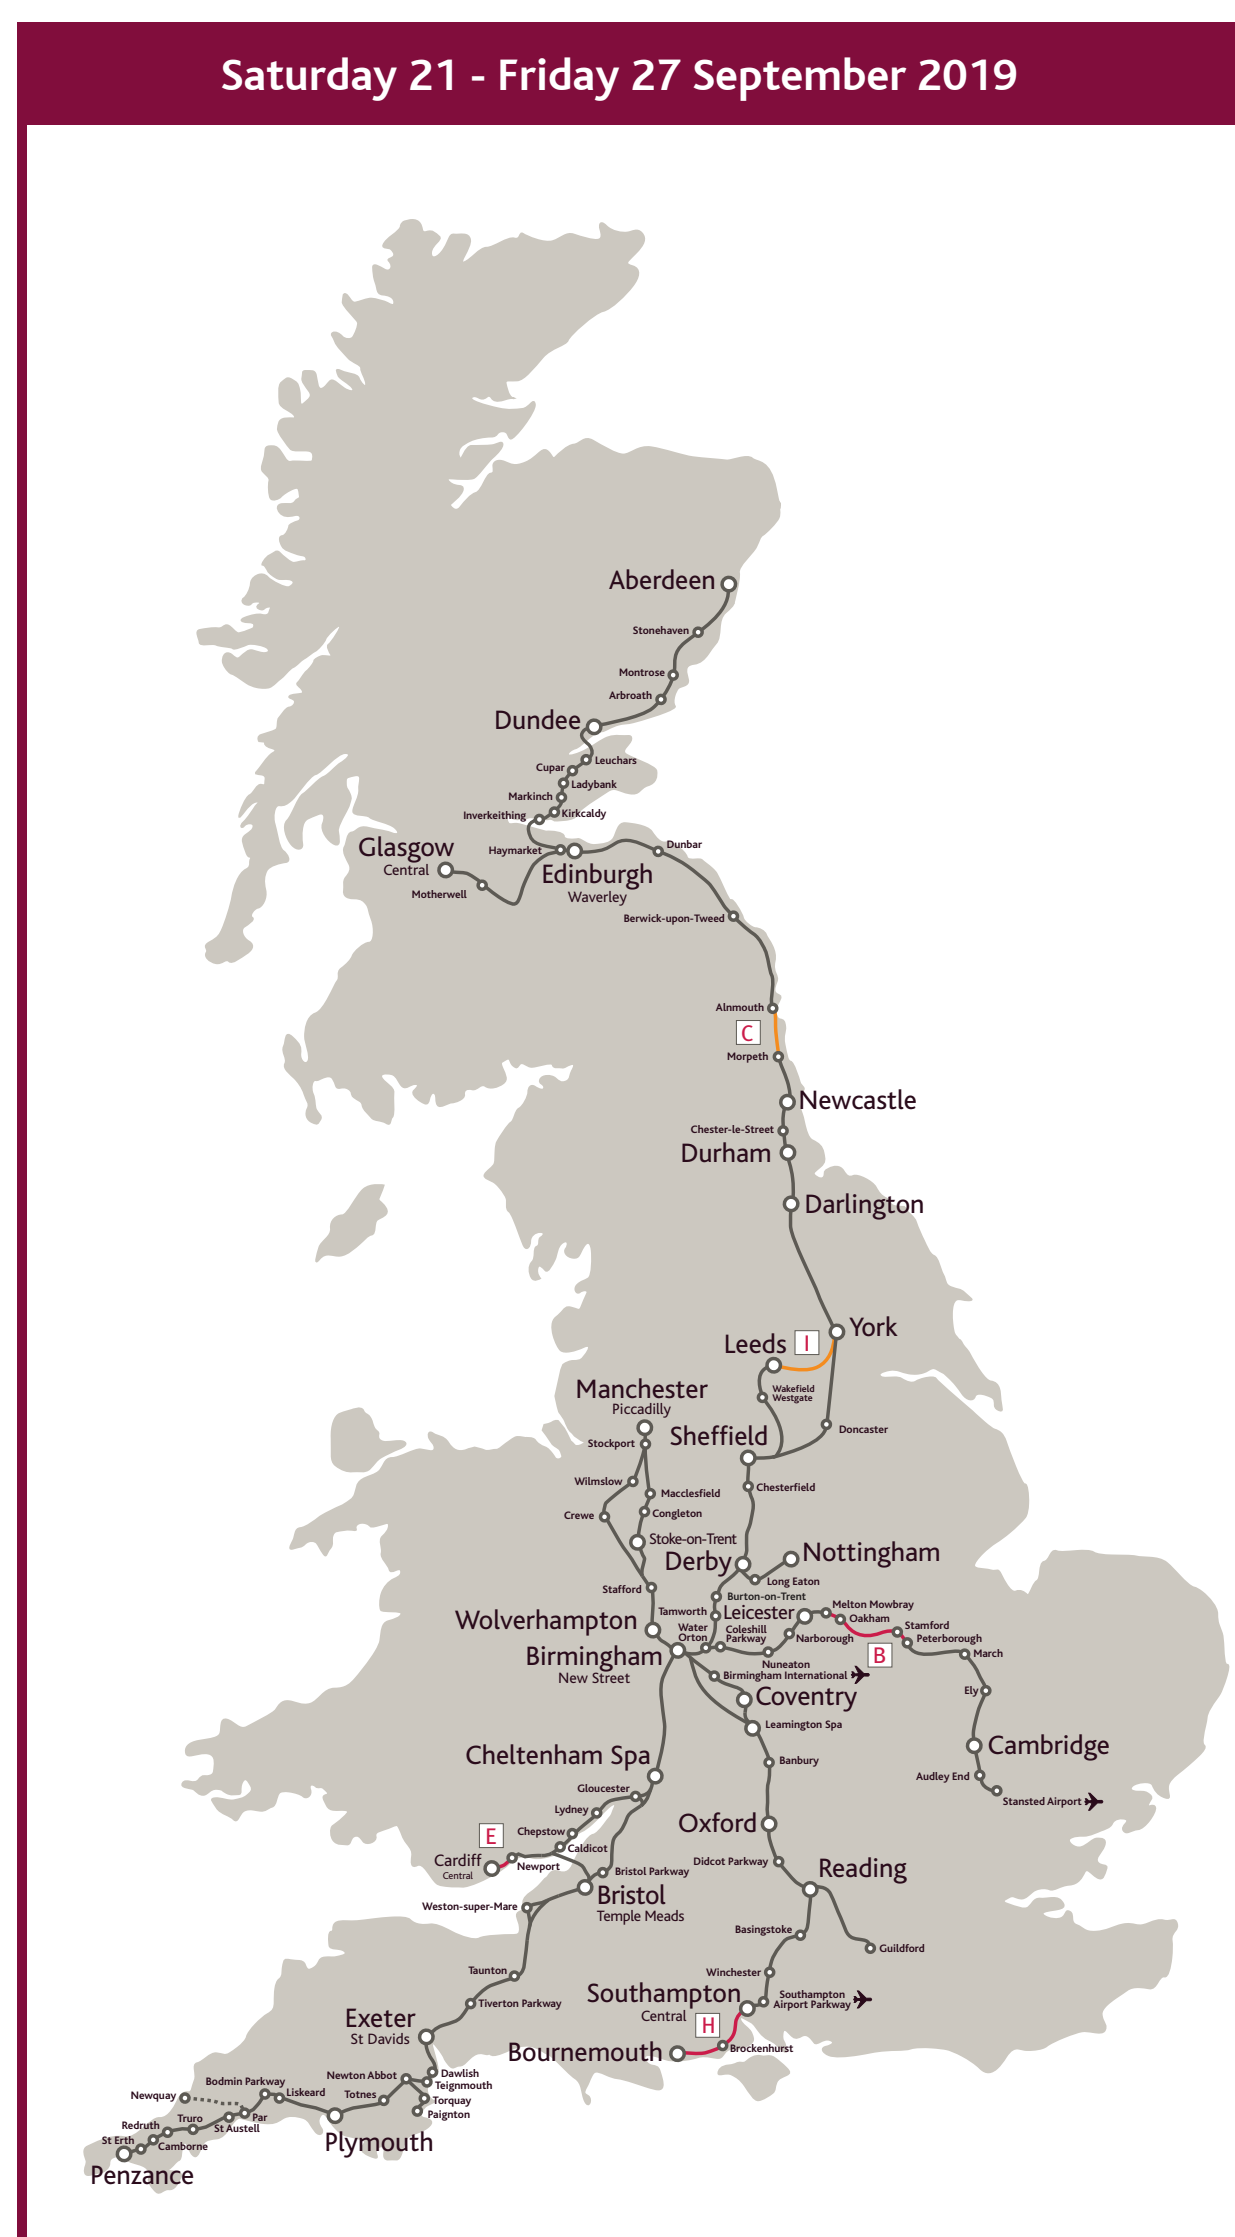 Saturday 21 - Friday 27 September 2019
Aberdeen
Stonehaven
Montrose
Arbroath
Dundee
Leuchars
Cupar
Ladybank
Markinch
Kirkcaldy
Inverkeithing
Glasgow
Central
Haymarket
Dunbar
Edinburgh
Waverley
Motherwell
Berwick-upon-Tweed
Alnmouth
C
Morpeth
Newcastle
Chester-le-Street
Durham
Darlington
York
Leeds
I
Wakefield
Westgate
Manchester
Piccadilly
Doncaster
Sheffield
Stockport
Wilmslow
Chesterfield
Macclesfield
Congleton
Crewe
Stoke-on-Trent
Derby
Nottingham
Long Eaton
Stafford
Burton-on-Trent
Tamworth
Leicester
Melton Mowbray
Oakham
Stamford
Peterborough
Wolverhampton
Water
Orton
Coleshill
Parkway
Narborough
B
March
Birmingham
New Street
Nuneaton
Birmingham International
Ely
Coventry
Leamington Spa
Cambridge
Cheltenham Spa
Banbury
Audley End
Stansted Airport
Gloucester
Lydney
Oxford
Chepstow
E
Caldicot
Cardiff
Central
Newport
Didcot Parkway
Reading
Bristol Parkway
Bristol
Temple Meads
Weston-super-Mare
Basingstoke
Guildford
Taunton
Winchester
Southampton
Central
Southampton
Airport Parkway
Tiverton Parkway
Exeter
St Davids
H
Bournemouth
Brockenhurst
Dawlish
Teignmouth
Newton Abbot
Bodmin Parkway
Liskeard
Totnes
Torquay
Paignton
Newquay
Par
St Austell
Truro
Redruth
Camborne
St Erth
Plymouth
Penzance